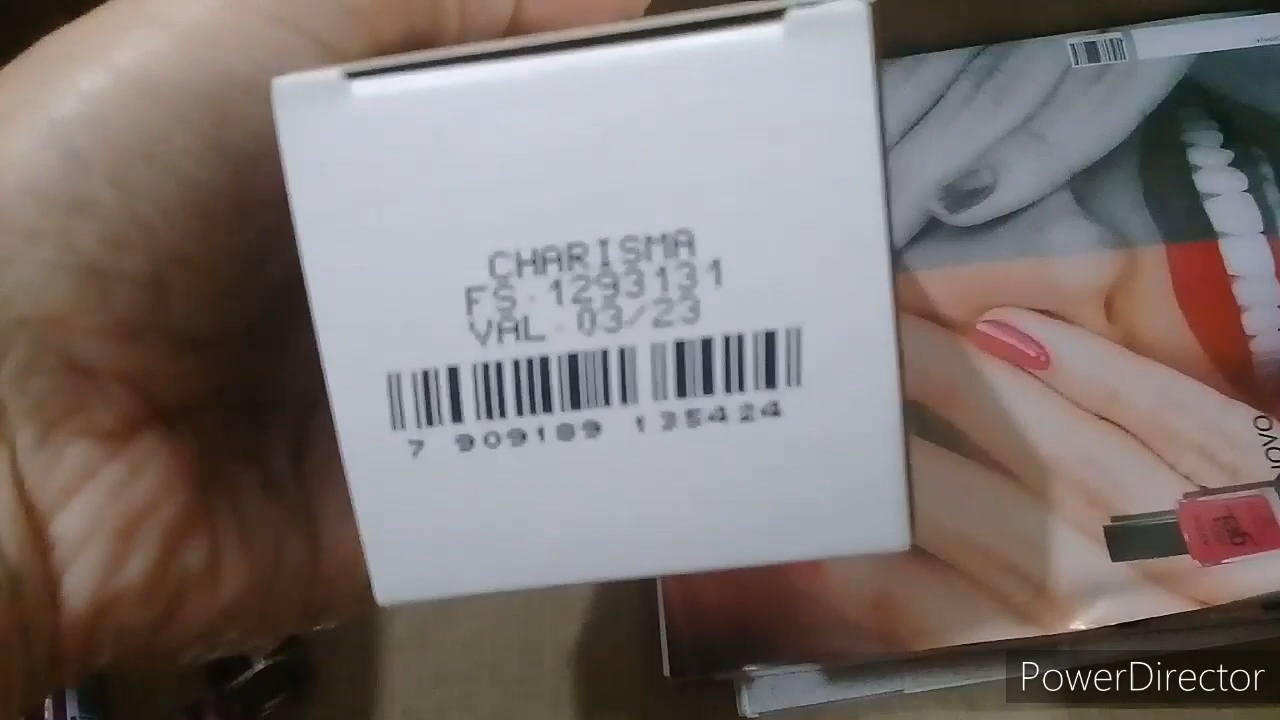 CHARISMA
FS 1293131
VAL 03/23
7 909189 135424
PowerDirector